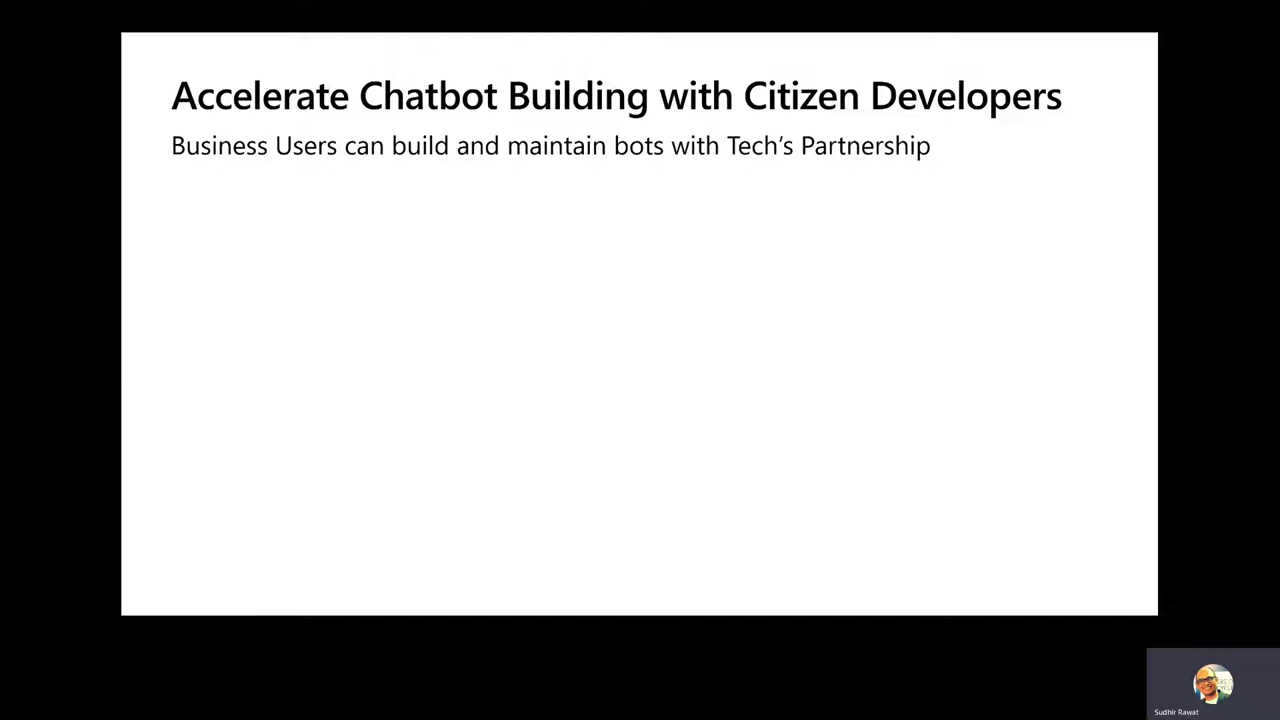 Accelerate Chatbot Building with Citizen Developers
Business Users can build and maintain bots with Tech’s Partnership
Sudhir Rawat